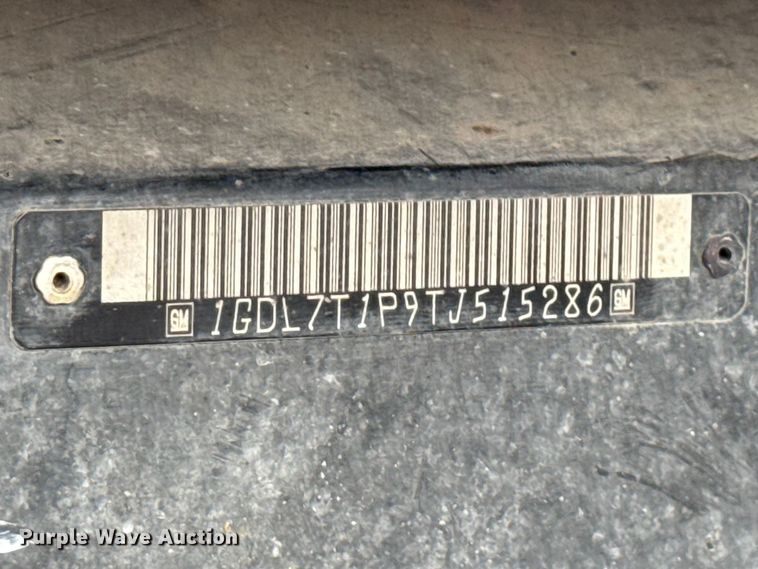 GM 1GDL7T1P9TJ515286 GM
Purple Wave Auction